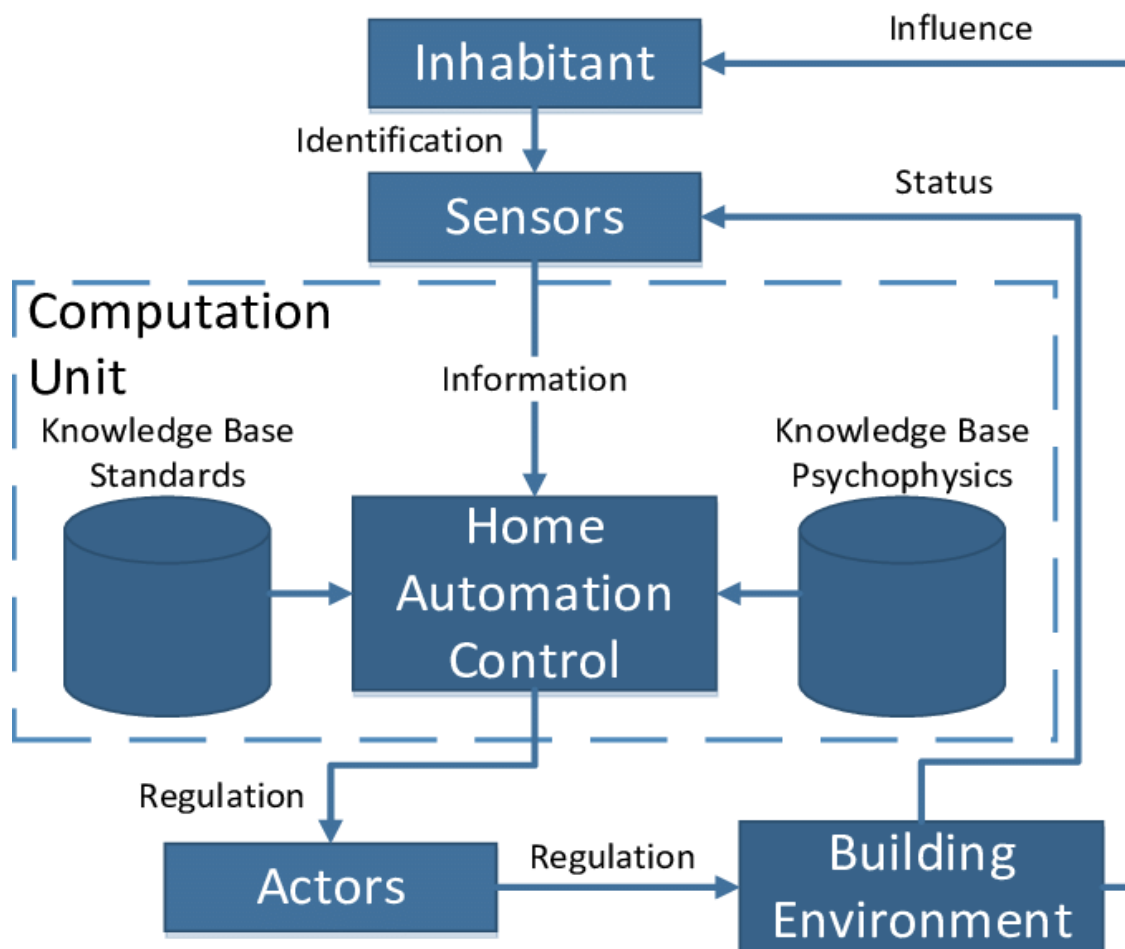 Influence
Inhabitant
Identification
Status
Sensors
Computation
Unit
Information
Knowledge Base
Standards
Knowledge Base
Psychophysics
Home
Automation
Control
Regulation
Regulation
Actors
Building
Environment